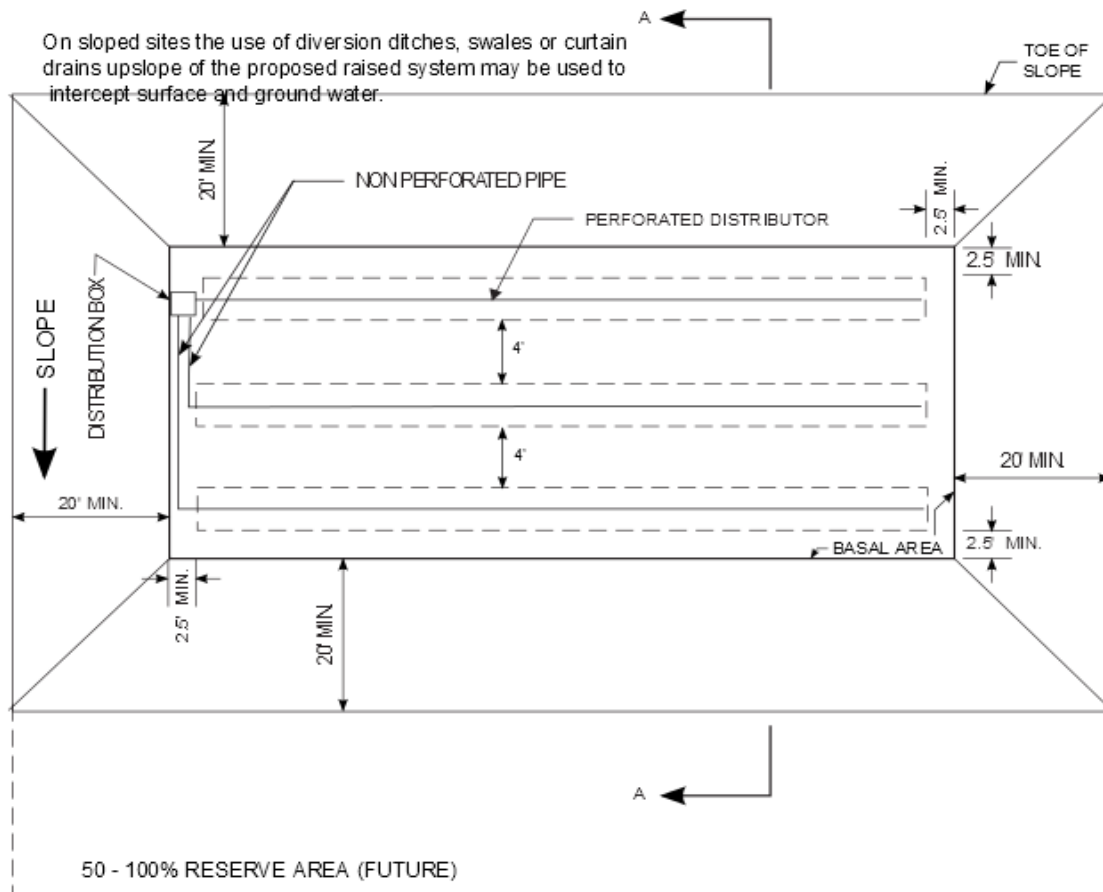 A
On sloped sites the use of diversion ditches, swales or curtain
drains upslope of the proposed raised system may be used to
intercept surface and ground water.
TOE OF
SLOPE
20' MIN.
NON PERFORATED PIPE
PERFORATED DISTRIBUTOR
2.5' MIN.
2.5' MIN.
DISTRIBUTION BOX
SLOPE
4'
4'
20' MIN.
20' MIN.
BASAL AREA
2.5' MIN.
2.5' MIN.
20' MIN.
A
50 - 100% RESERVE AREA (FUTURE)